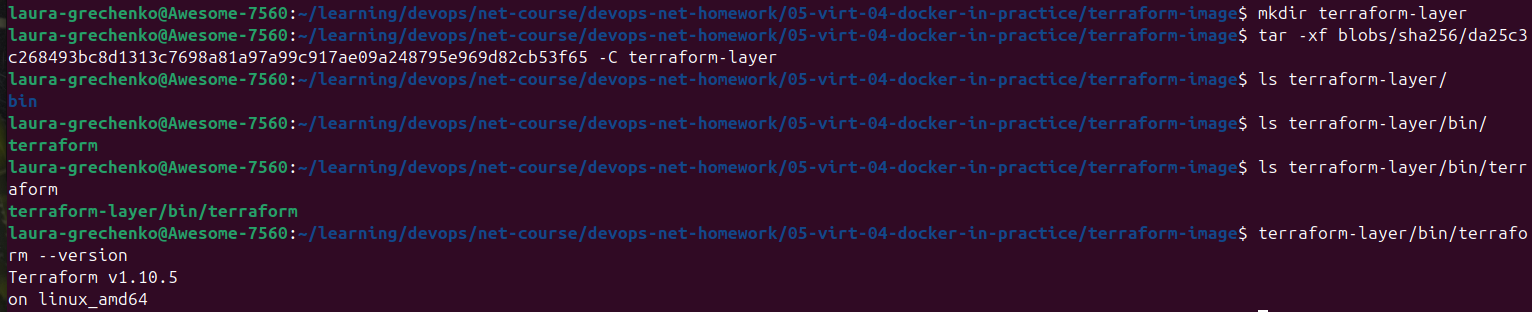 laura-grechenko@Awesome-7560:~/learning/devops/net-course/devops-net-homework/05-virt-04-docker-in-practice/terraform-image$ mkdir terraform-layer
laura-grechenko@Awesome-7560:~/learning/devops/net-course/devops-net-homework/05-virt-04-docker-in-practice/terraform-image$ tar -xf blobs/sha256/da25c3
c268493bc8d1313c7698a81a97a99c917ae09a248795e969d82cb53f65 -C terraform-layer
laura-grechenko@Awesome-7560:~/learning/devops/net-course/devops-net-homework/05-virt-04-docker-in-practice/terraform-image$ ls terraform-layer/
bin
laura-grechenko@Awesome-7560:~/learning/devops/net-course/devops-net-homework/05-virt-04-docker-in-practice/terraform-image$ ls terraform-layer/bin/
terraform
laura-grechenko@Awesome-7560:~/learning/devops/net-course/devops-net-homework/05-virt-04-docker-in-practice/terraform-image$ ls terraform-layer/bin/terr
aform
terraform-layer/bin/terraform
laura-grechenko@Awesome-7560:~/learning/devops/net-course/devops-net-homework/05-virt-04-docker-in-practice/terraform-image$ terraform-layer/bin/terrafo
rm --version
Terraform v1.10.5
on linux_amd64